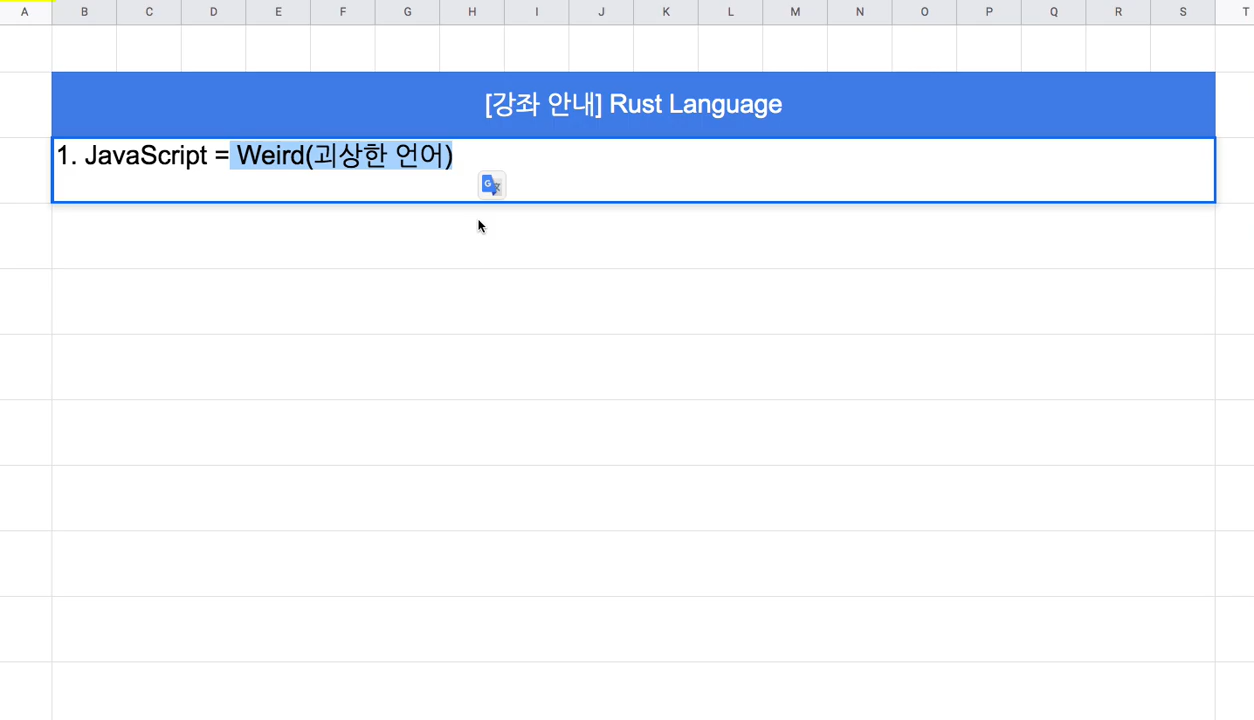 A B C D E F G H I J K L M N O P Q R S T
[강좌 안내] Rust Language
1. JavaScript = Weird(괴상한 언어)